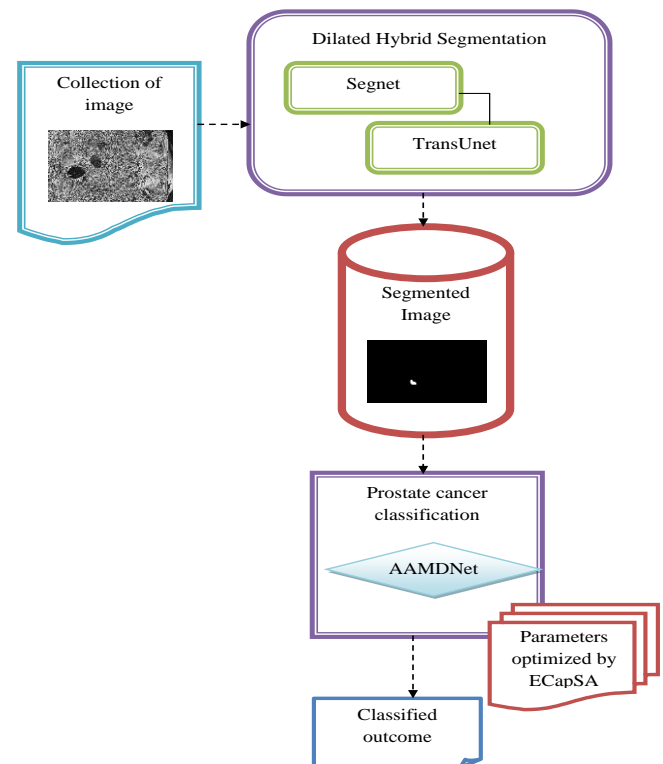 Dilated Hybrid Segmentation
Collection of
image
Segnet
TransUnet
Segmented
Image
Prostate cancer
classification
AAMDNet
Parameters
optimized by
ECapSA
Classified
outcome